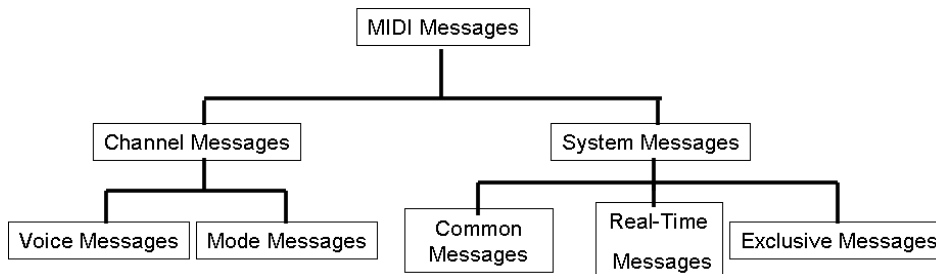 MIDI Messages
Channel Messages
System Messages
Voice Messages
Mode Messages
Common
Messages
Real-Time
Messages
Exclusive Messages